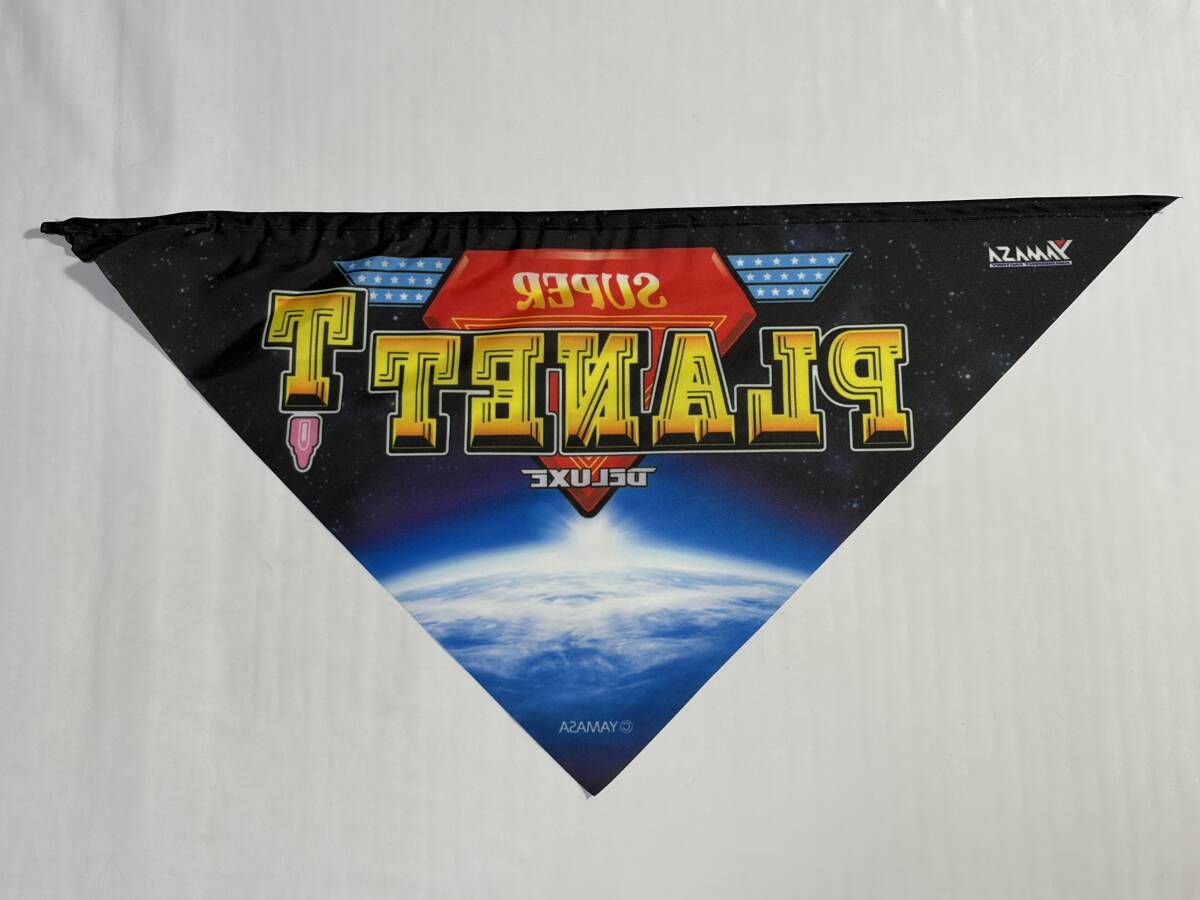 YAMASA
SUPER
PLANET T
DELUXE
© YAMASA